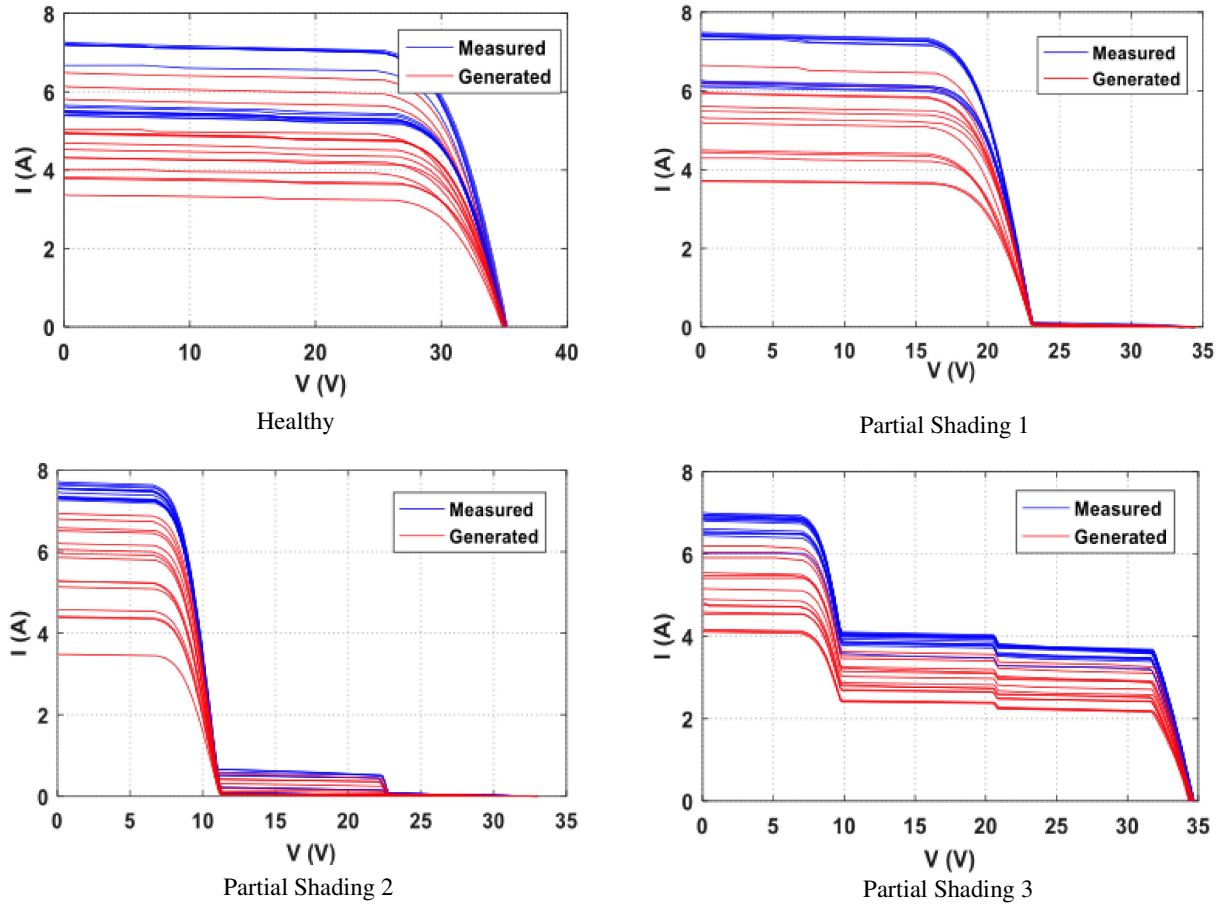 8
6
4
2
0
I (A)
Measured
Generated
0 10 20 30 40
V (V)
Healthy
8
6
4
2
0
I (A)
Measured
Generated
0 5 10 15 20 25 30 35
V (V)
Partial Shading 1
8
6
4
2
0
I (A)
Measured
Generated
0 5 10 15 20 25 30 35
V (V)
Partial Shading 2
8
6
4
2
0
I (A)
Measured
Generated
0 5 10 15 20 25 30 35
V (V)
Partial Shading 3